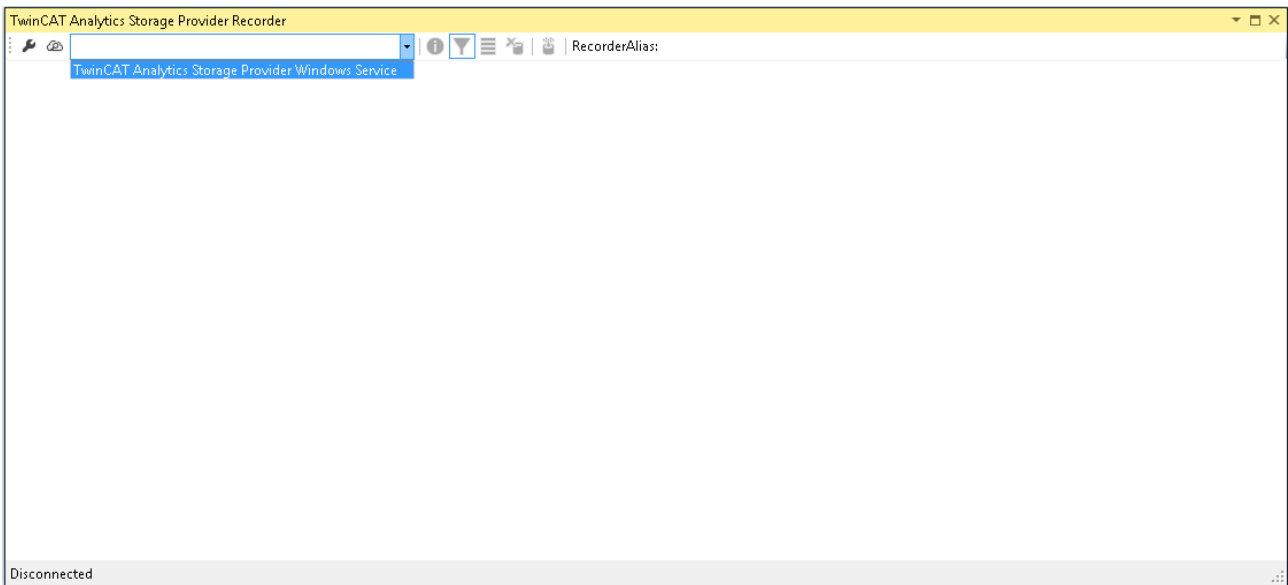 TwinCAT Analytics Storage Provider Recorder
RecorderAlias:
TwinCAT Analytics Storage Provider Windows Service
Disconnected